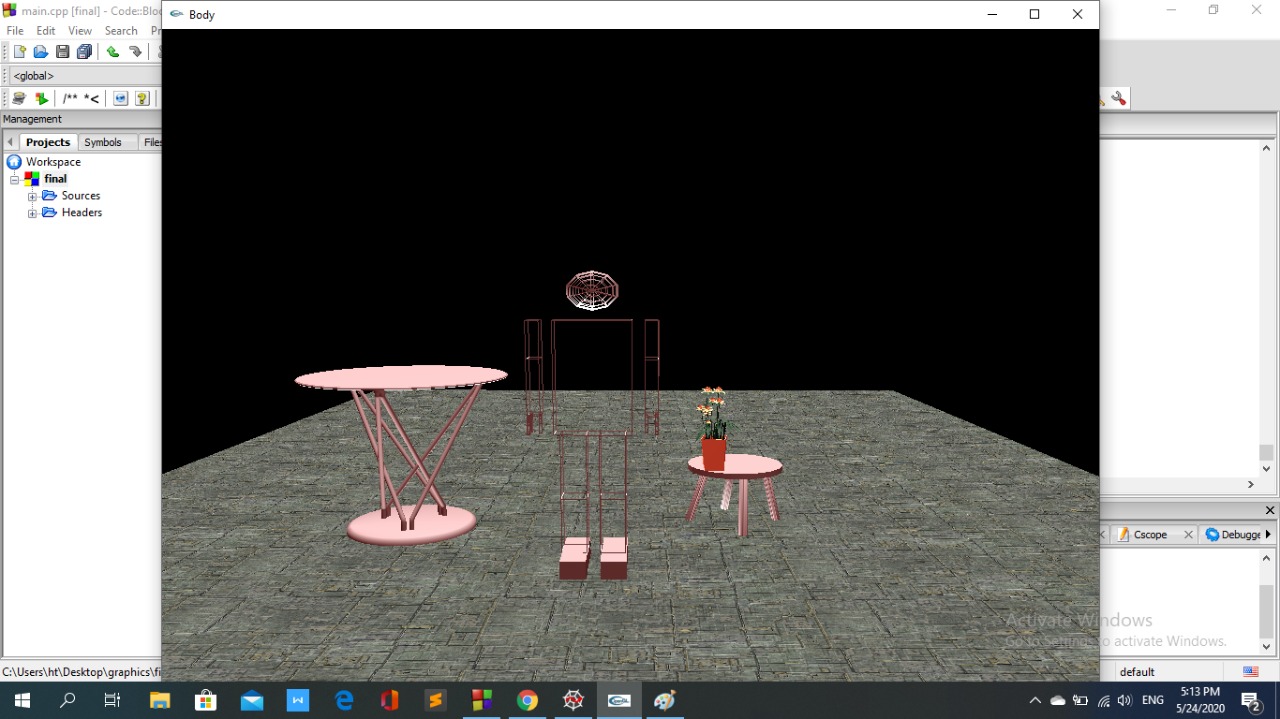 main.cpp [final] - Code::Bloc
Body
File Edit View Search Pr
<global>
/** *<
Management
Projects Symbols Files
Workspace
final
Sources
Headers
Cscope Debugge
Activate Windows
Go to Settings to activate Windows.
C:\Users\ht\Desktop\graphics\fi
default
ENG
5:13 PM
5/24/2020
2